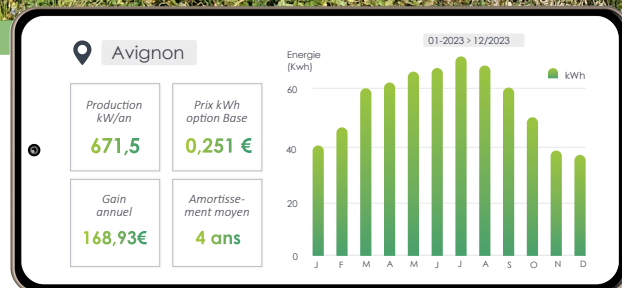 Avignon
Production
kW/an
671,5
Prix kWh
option Base
0,251 €
Gain
annuel
168,93€
Amortisse-
ment moyen
4 ans
01-2023 > 12/2023
Energie
(Kwh)
kWh
60
40
20
0
J F M A M J J A S O N D